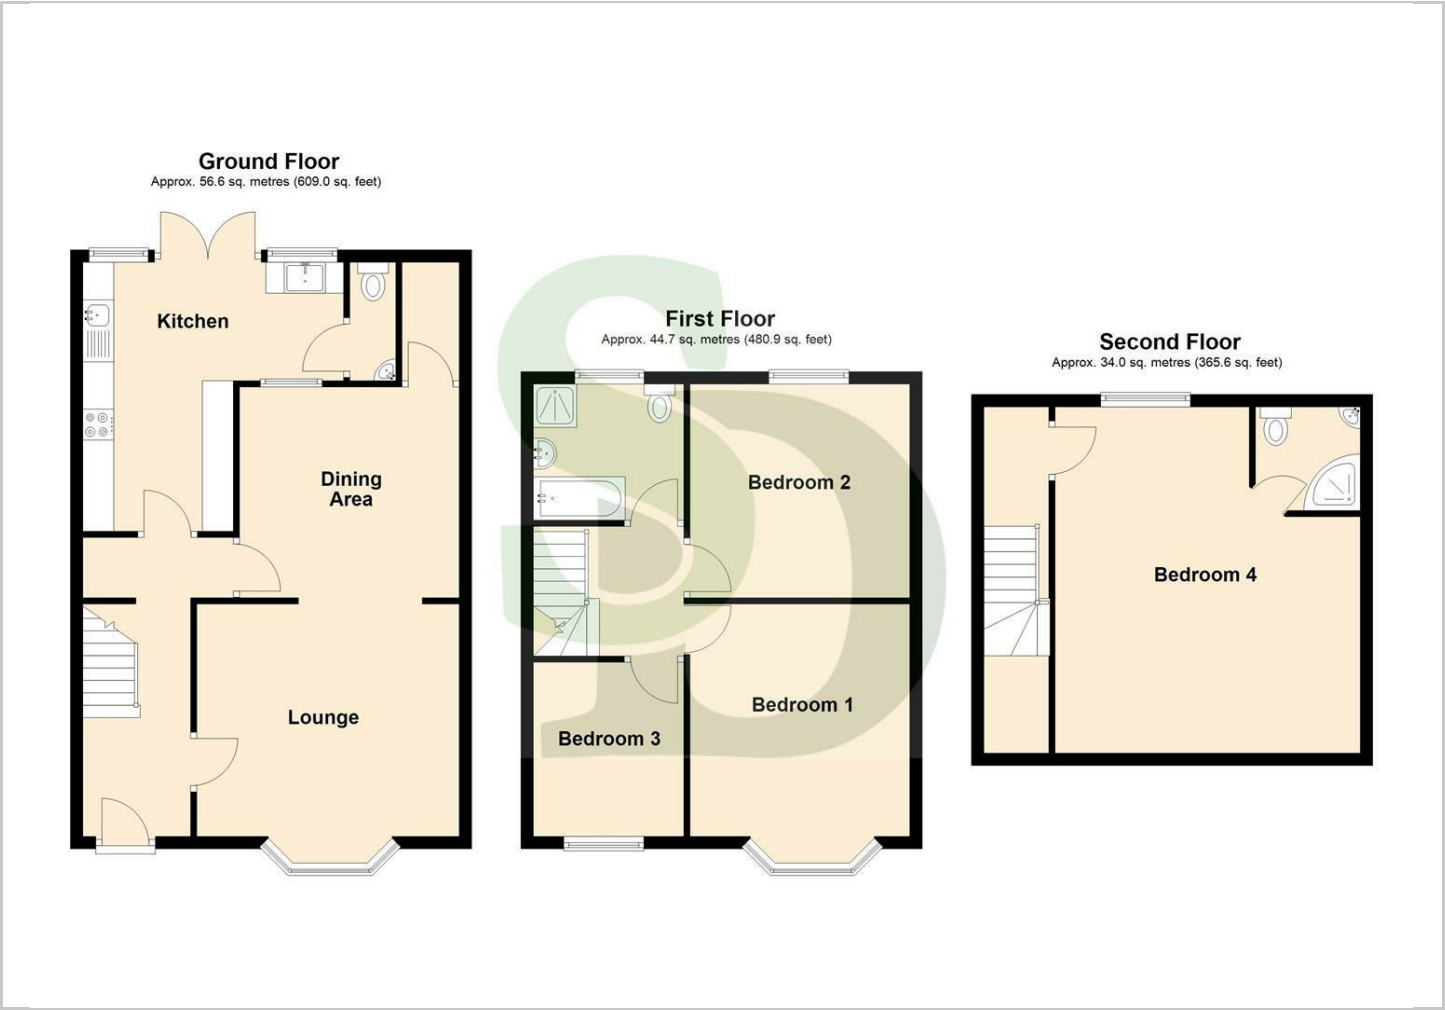 Ground Floor
Approx. 56.6 sq. metres (609.0 sq. feet)
Kitchen
Dining
Area
Lounge
First Floor
Approx. 44.7 sq. metres (480.9 sq. feet)
Bedroom 2
Bedroom 1
Bedroom 3
Second Floor
Approx. 34.0 sq. metres (365.6 sq. feet)
Bedroom 4
SD